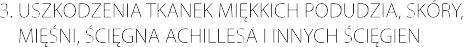 3. USZKODZENIA TKANEK MIĘKKICH PODUDZIA, SKÓRY,
MIĘŚNI, ŚCIĘGNA ACHILLESA I INNYCH ŚCIĘGIEN